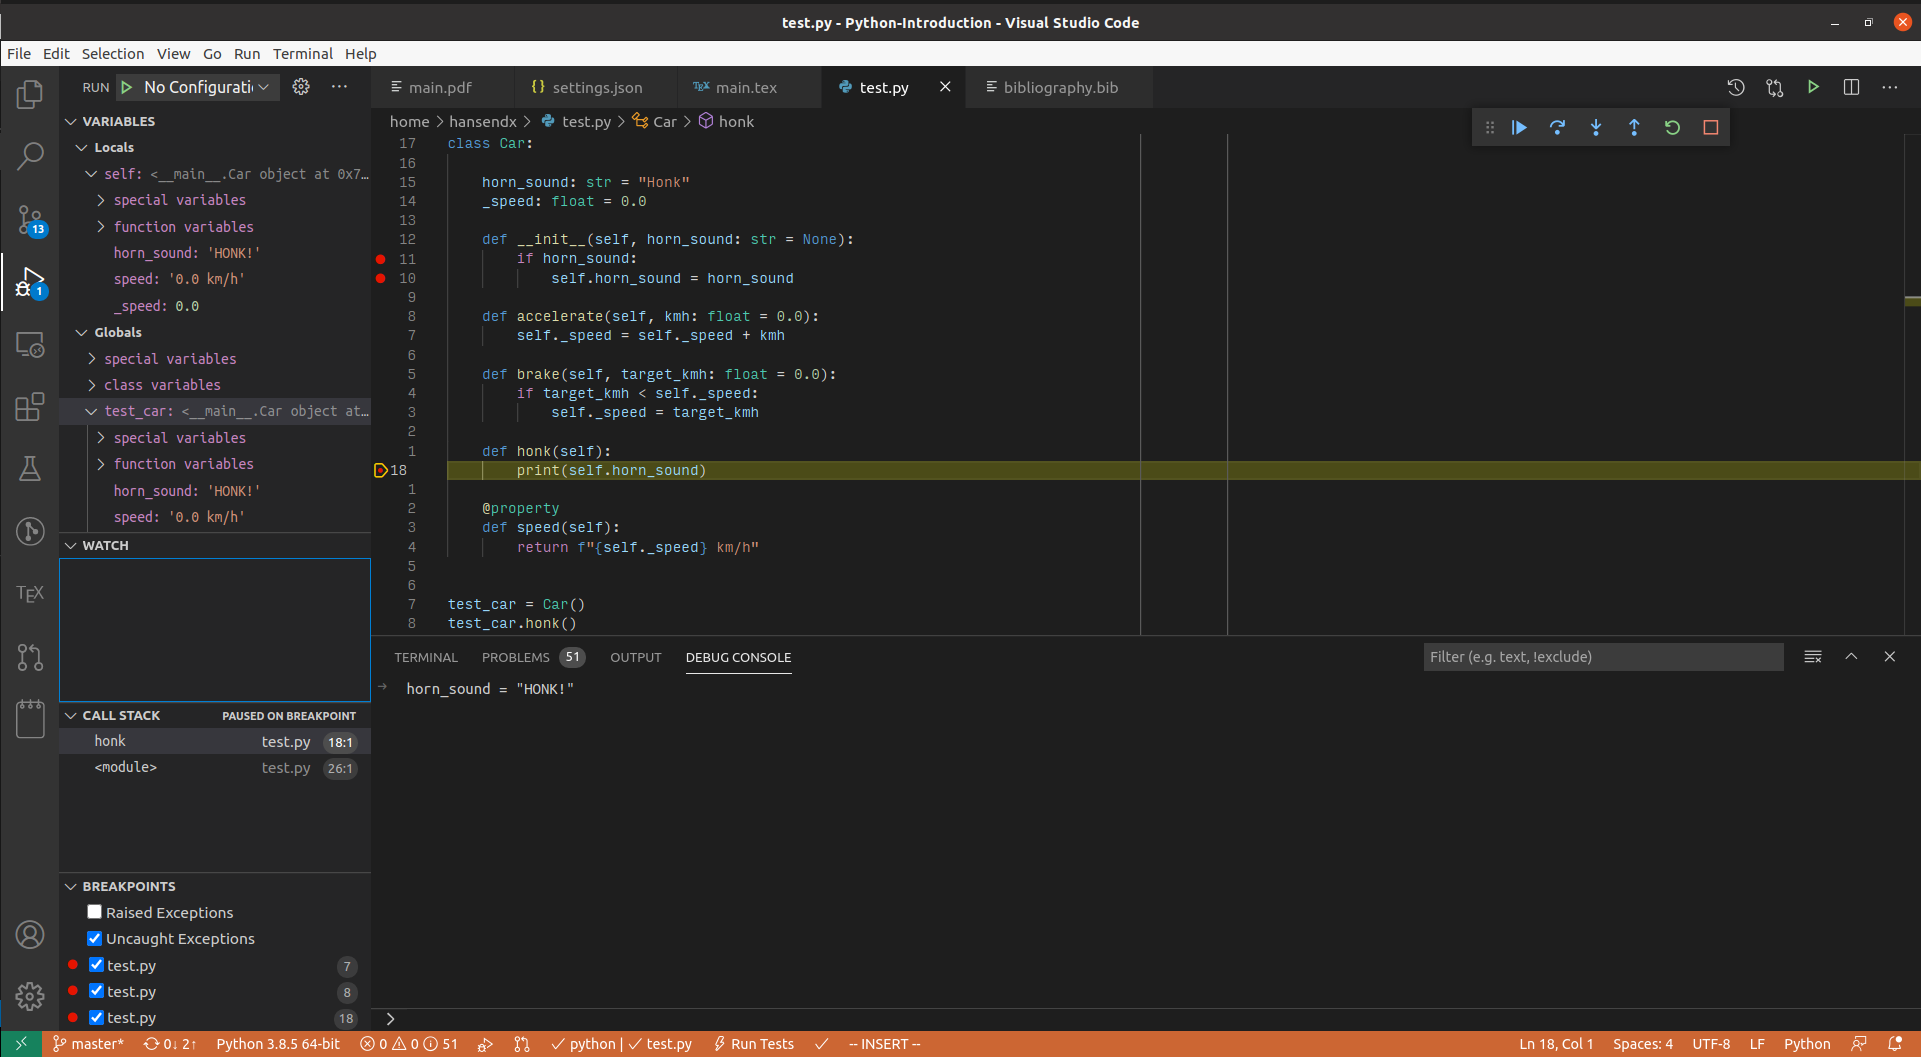 test.py - Python-Introduction - Visual Studio Code
File Edit Selection View Go Run Terminal Help
RUN No Configurati
main.pdf settings.json main.tex test.py bibliography.bib
home > hansendx > test.py > Car > honk
VARIABLES
Locals
self: <__main__.Car object at 0x7…
special variables
function variables
horn_sound: 'HONK!'
speed: '0.0 km/h'
_speed: 0.0
Globals
special variables
class variables
test_car: <__main__.Car object at…
special variables
function variables
horn_sound: 'HONK!'
speed: '0.0 km/h'
WATCH
CALL STACK PAUSED ON BREAKPOINT
honk test.py 18:1
<module> test.py 26:1
BREAKPOINTS
Raised Exceptions
Uncaught Exceptions
test.py 7
test.py 8
test.py 18
13
1
TEX
17 class Car:
16
15 horn_sound: str = "Honk"
14 _speed: float = 0.0
13
12 def __init__(self, horn_sound: str = None):
11 if horn_sound:
10 self.horn_sound = horn_sound
9
8 def accelerate(self, kmh: float = 0.0):
7 self._speed = self._speed + kmh
6
5 def brake(self, target_kmh: float = 0.0):
4 if target_kmh < self._speed:
3 self._speed = target_kmh
2
1 def honk(self):
18 print(self.horn_sound)
1
2 @property
3 def speed(self):
4 return f"{self._speed} km/h"
5
6
7 test_car = Car()
8 test_car.honk()
TERMINAL PROBLEMS 51 OUTPUT DEBUG CONSOLE Filter (e.g. text, !exclude)
horn_sound = "HONK!"
master* 0↓ 2↑ Python 3.8.5 64-bit 0 0 51 python | test.py Run Tests -- INSERT -- Ln 18, Col 1 Spaces: 4 UTF-8 LF Python